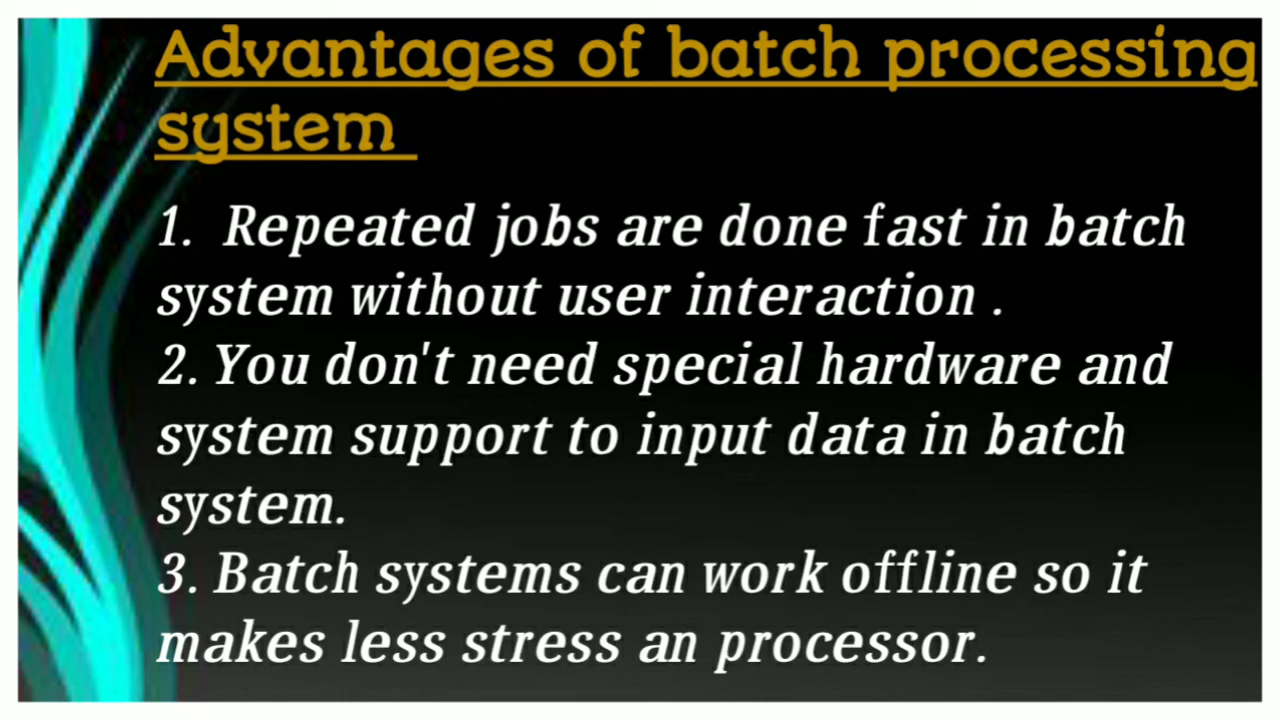 Advantages of batch processing
system
1. Repeated jobs are done fast in batch
system without user interaction .
2. You don't need special hardware and
system support to input data in batch
system.
3. Batch systems can work offline so it
makes less stress an processor.